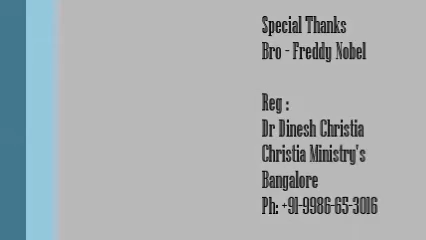 Special Thanks
Bro - Freddy Nobel
Reg :
Dr Dinesh Christia
Christia Ministry's
Bangalore
Ph: +91-9986-65-3016